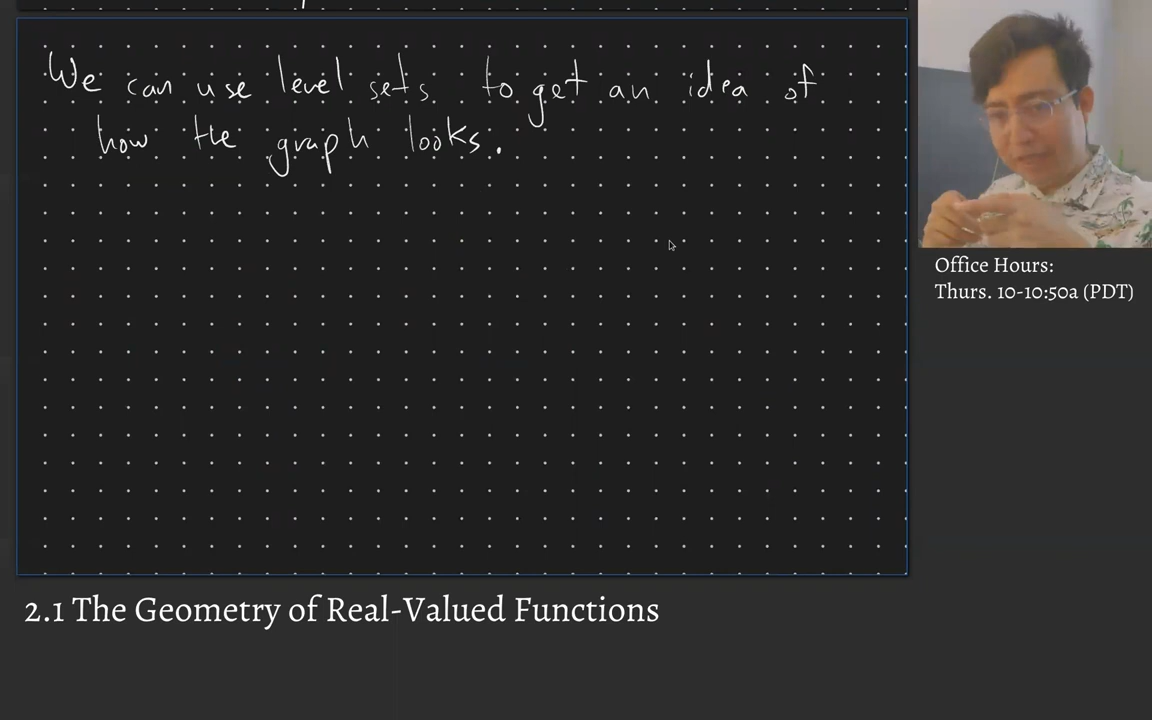 We can use level sets to get an idea of
how the graph looks.
Office Hours:
Thurs. 10-10:50a (PDT)
2.1 The Geometry of Real-Valued Functions